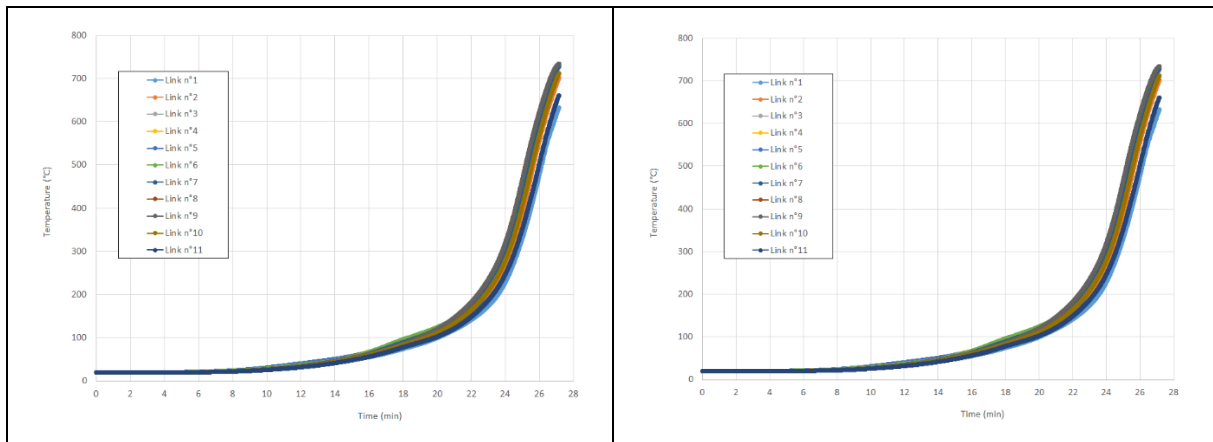 800
700
600
500
400
300
200
100
0
Temperature (°C)
Link n°1
Link n°2
Link n°3
Link n°4
Link n°5
Link n°6
Link n°7
Link n°8
Link n°9
Link n°10
Link n°11
0 2 4 6 8 10 12 14 16 18 20 22 24 26 28
Time (min)
800
700
600
500
400
300
200
100
0
Temperature (°C)
Link n°1
Link n°2
Link n°3
Link n°4
Link n°5
Link n°6
Link n°7
Link n°8
Link n°9
Link n°10
Link n°11
0 2 4 6 8 10 12 14 16 18 20 22 24 26 28
Time (min)